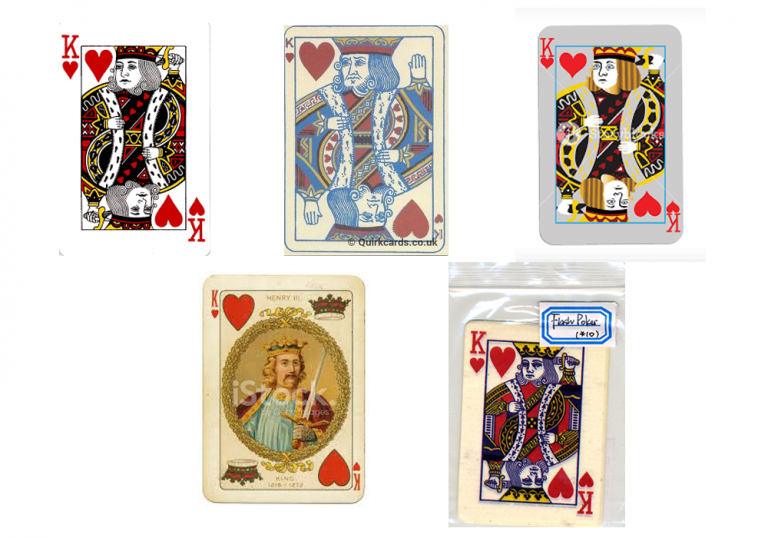 K
K
K
K
K
© Quirkcards.co.uk
K
K
K
HENRY III.
iStock
KING
1216-1272
K
Flash Poker
(#10)
K
K